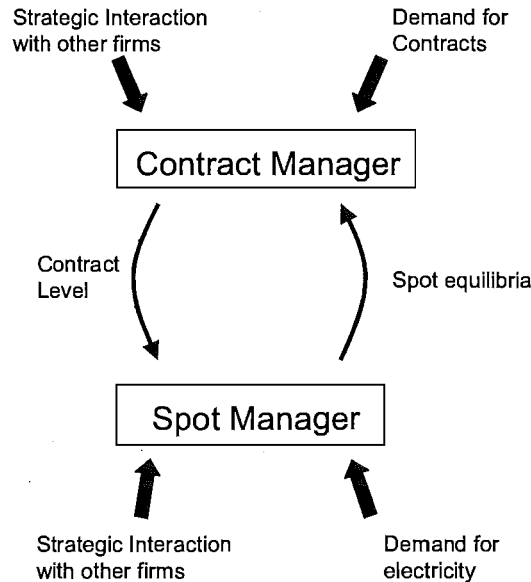 Strategic Interaction
with other firms
Demand for
Contracts
Contract Manager
Contract
Level
Spot equilibria
Spot Manager
Strategic Interaction
with other firms
Demand for
electricity